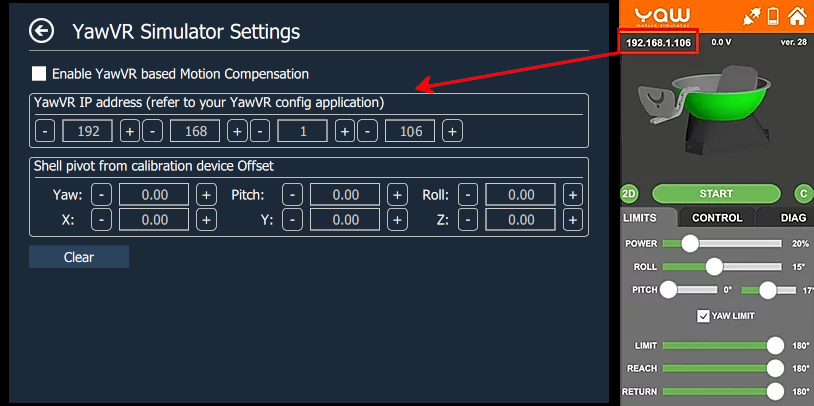 YawVR Simulator Settings
Enable YawVR based Motion Compensation
YawVR IP address (refer to your YawVR config application)
- 192 + - 168 + - 1 + - 106 +
Shell pivot from calibration device Offset
Yaw: - 0.00 + Pitch: - 0.00 + Roll: - 0.00 +
X: - 0.00 + Y: - 0.00 + Z: - 0.00 +
Clear
yaw
motion simulator
192.168.1.106 0.0 V ver. 28
2D START C
LIMITS CONTROL DIAG
POWER 20%
ROLL 15°
PITCH 0° 17°
YAW LIMIT
LIMIT 180°
REACH 180°
RETURN 180°